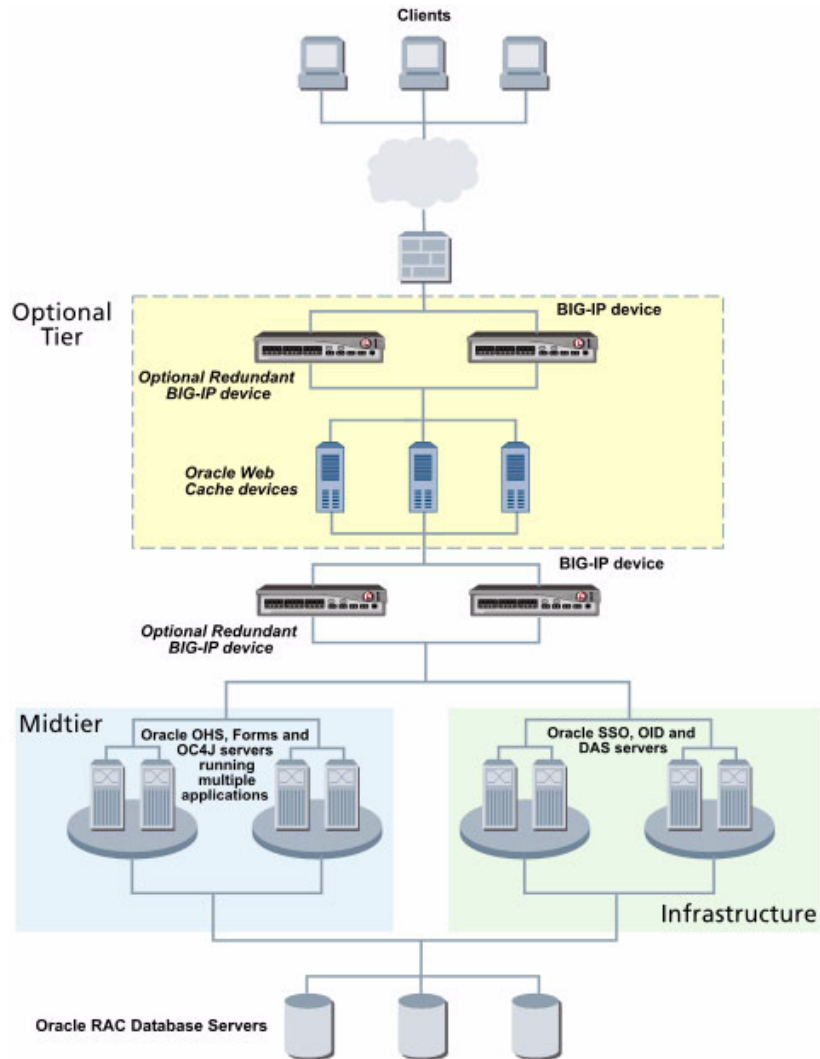 Clients
Optional
Tier
BIG-IP device
Optional Redundant
BIG-IP device
Oracle Web
Cache devices
BIG-IP device
Optional Redundant
BIG-IP device
Midtier
Oracle OHS, Forms and
OC4J servers
running
multiple
applications
Oracle SSO, OID and
DAS servers
Infrastructure
Oracle RAC Database Servers